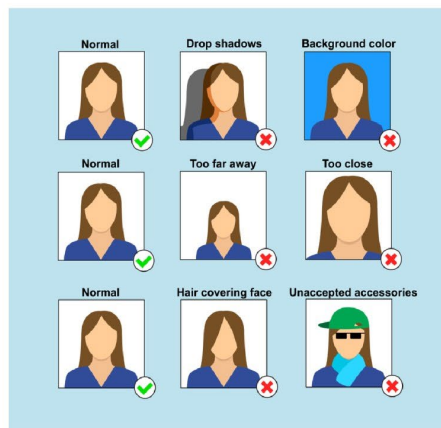 Normal
Drop shadows
Background color
Normal
Too far away
Too close
Normal
Hair covering face
Unaccepted accessories